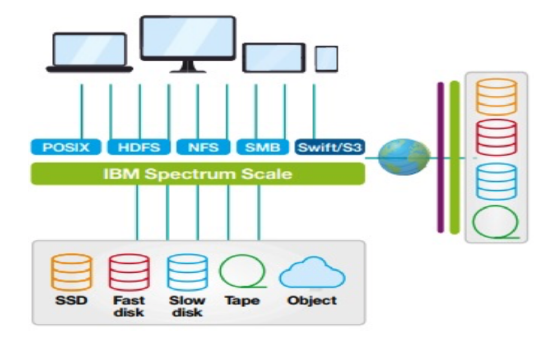 POSIX HDFS NFS SMB Swift/S3
IBM Spectrum Scale
SSD Fast disk Slow disk Tape Object